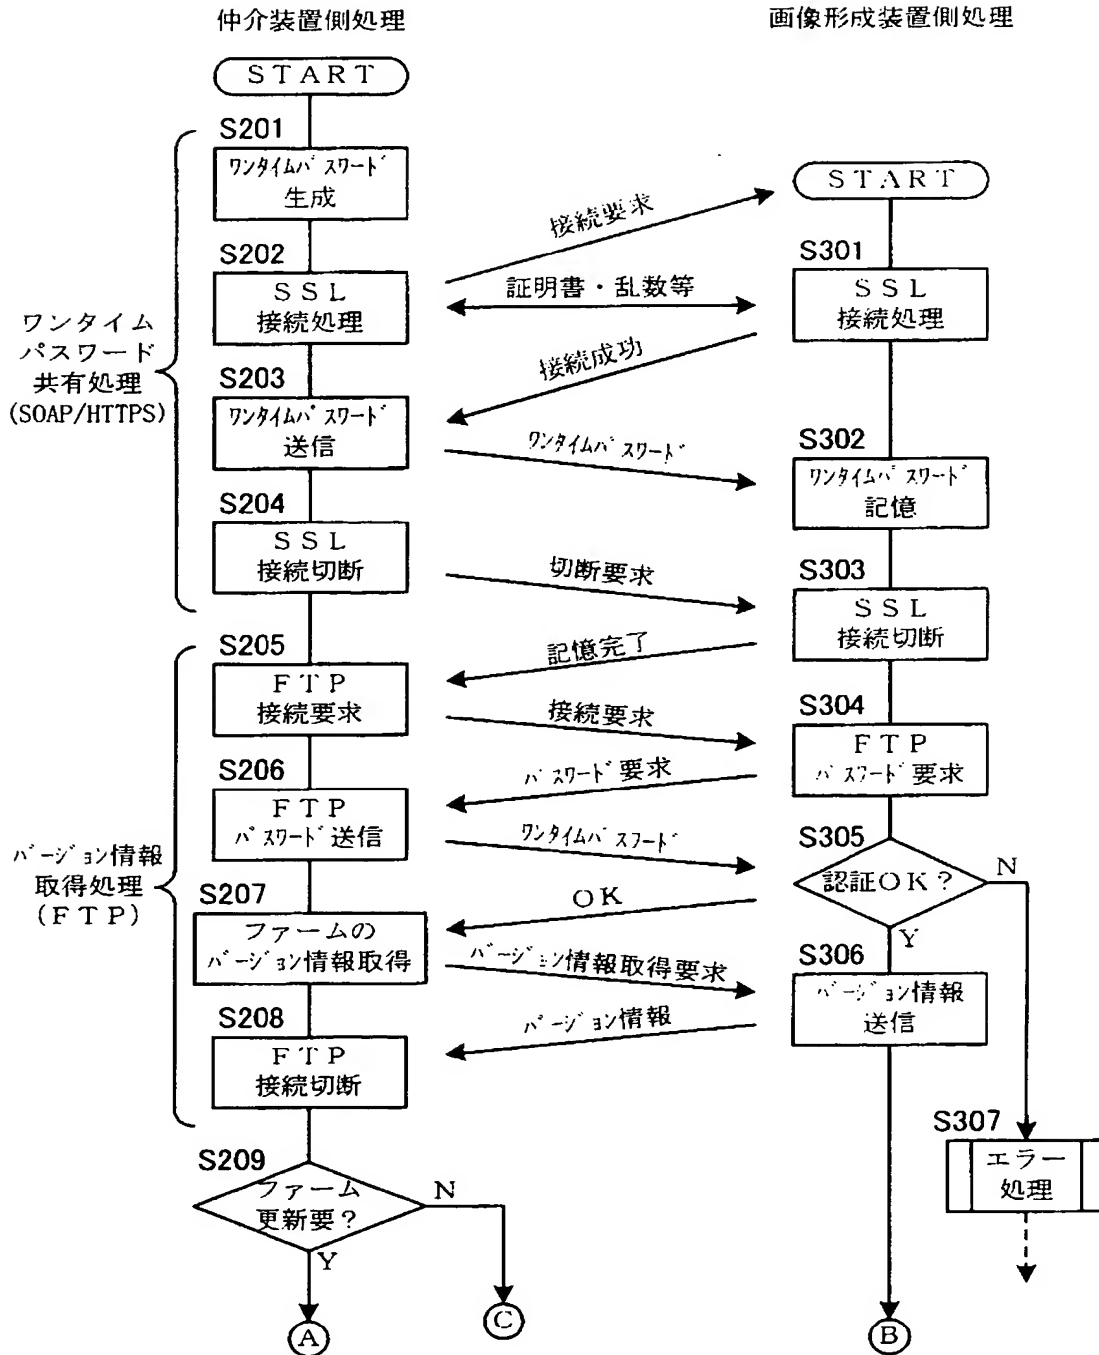 仲介装置側処理
画像形成装置側処理
START
S201
ワンタイムパスワード
生成
START
接続要求
S202
SSL
接続処理
証明書・乱数等
S301
SSL
接続処理
ワンタイム
パスワード
共有処理
(SOAP/HTTPS)
接続成功
S203
ワンタイムパスワード
送信
ワンタイムパスワード
S302
ワンタイムパスワード
記憶
S204
SSL
接続切断
切断要求
S303
SSL
接続切断
記憶完了
S205
FTP
接続要求
接続要求
S304
FTP
パスワード要求
パスワード要求
S206
FTP
パスワード送信
ワンタイムパスワード
S305
認証OK?
N
Y
バージョン情報
取得処理
(FTP)
OK
S207
ファームの
バージョン情報取得
バージョン情報取得要求
S306
バージョン情報
送信
バージョン情報
S208
FTP
接続切断
S209
ファーム
更新要?
N
Y
S307
エラー
処理
A
C
B